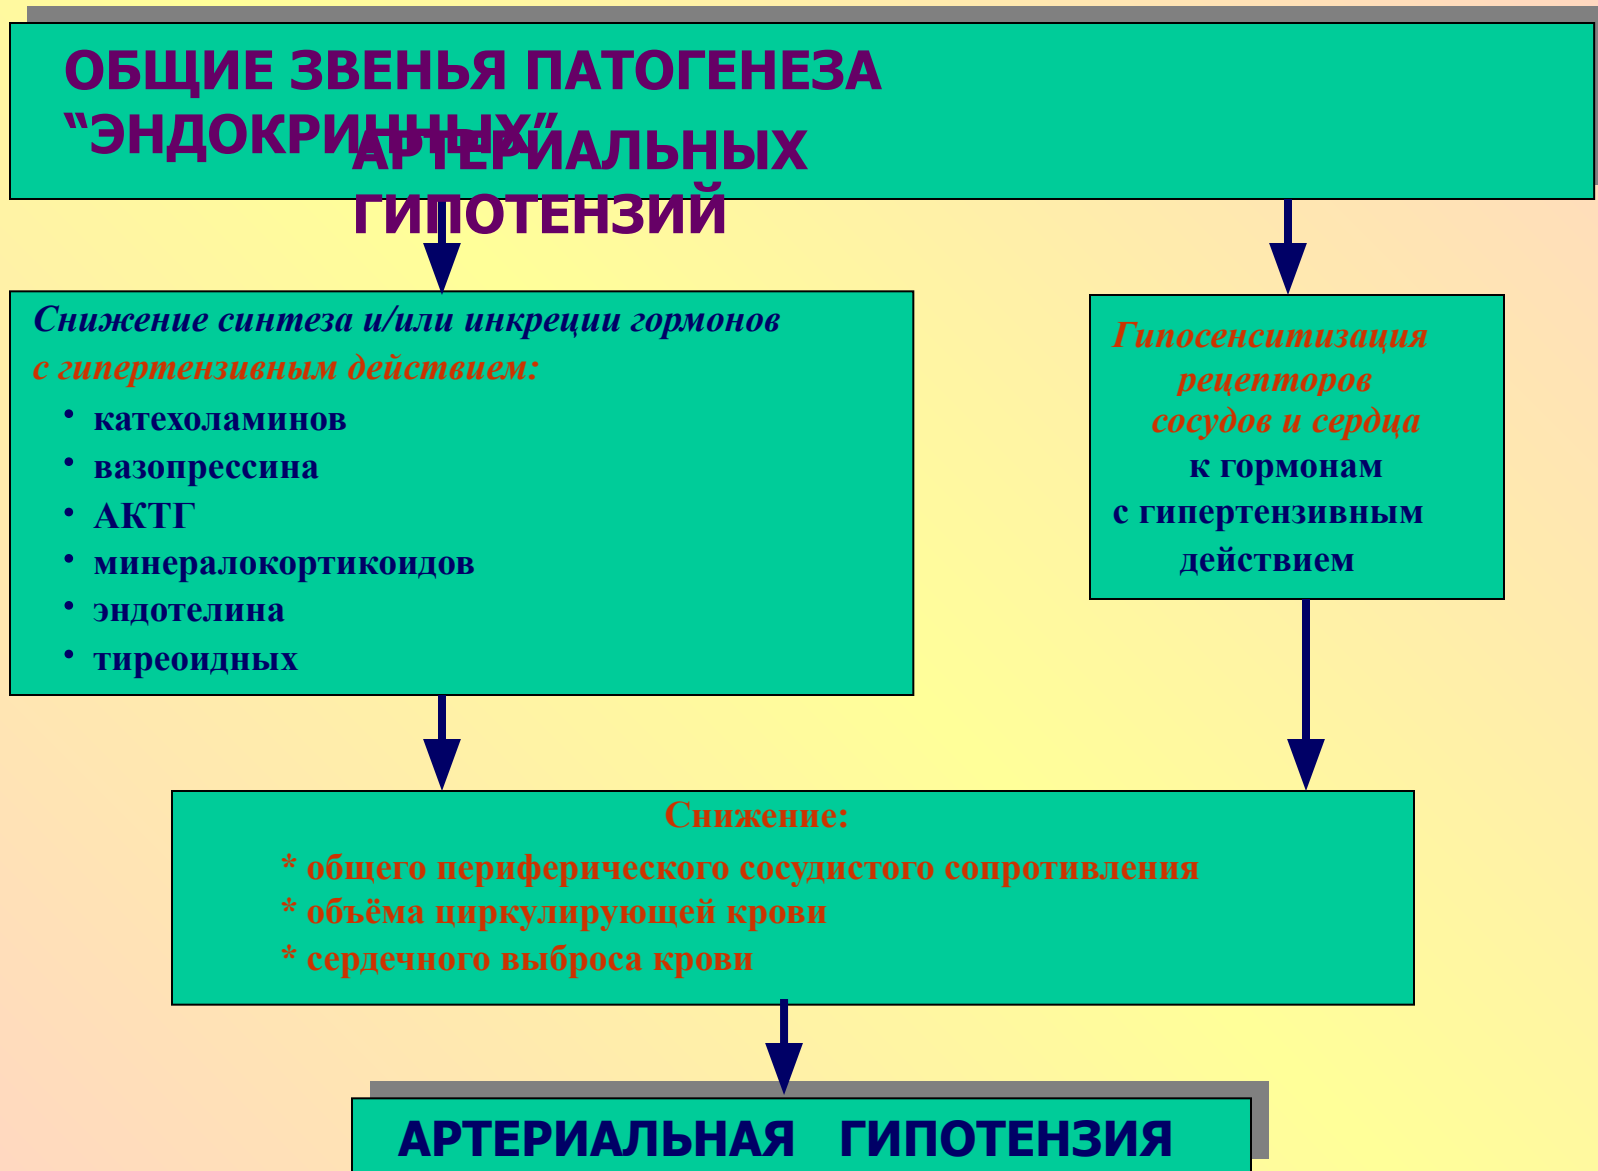 ОБЩИЕ ЗВЕНЬЯ ПАТОГЕНЕЗА
“ЭНДОКРИННЫХ”
АРТЕРИАЛЬНЫХ
ГИПОТЕНЗИЙ
Снижение синтеза и/или инкреции гормонов
с гипертензивным действием:
• катехоламинов
• вазопрессина
• АКТГ
• минералокортикоидов
• эндотелина
• тиреоидных
Гипосенситизация
рецепторов
сосудов и сердца
к гормонам
с гипертензивным
действием
Снижение:
* общего периферического сосудистого сопротивления
* объёма циркулирующей крови
* сердечного выброса крови
АРТЕРИАЛЬНАЯ ГИПОТЕНЗИЯ